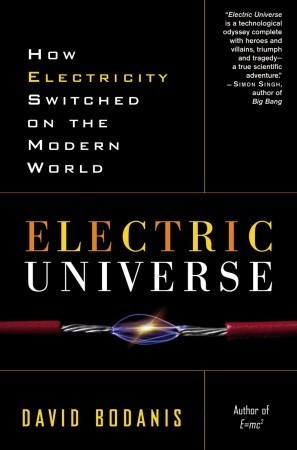 How
Electricity
Switched
on the
Modern
World
"Electric Universe
is a technological
odyssey complete
with heroes and
villains, triumph
and tragedy—
a true scientific
adventure."
— Simon Singh,
author of
Big Bang
ELECTRIC
UNIVERSE
DAVID BODANIS
Author of
E=mc²